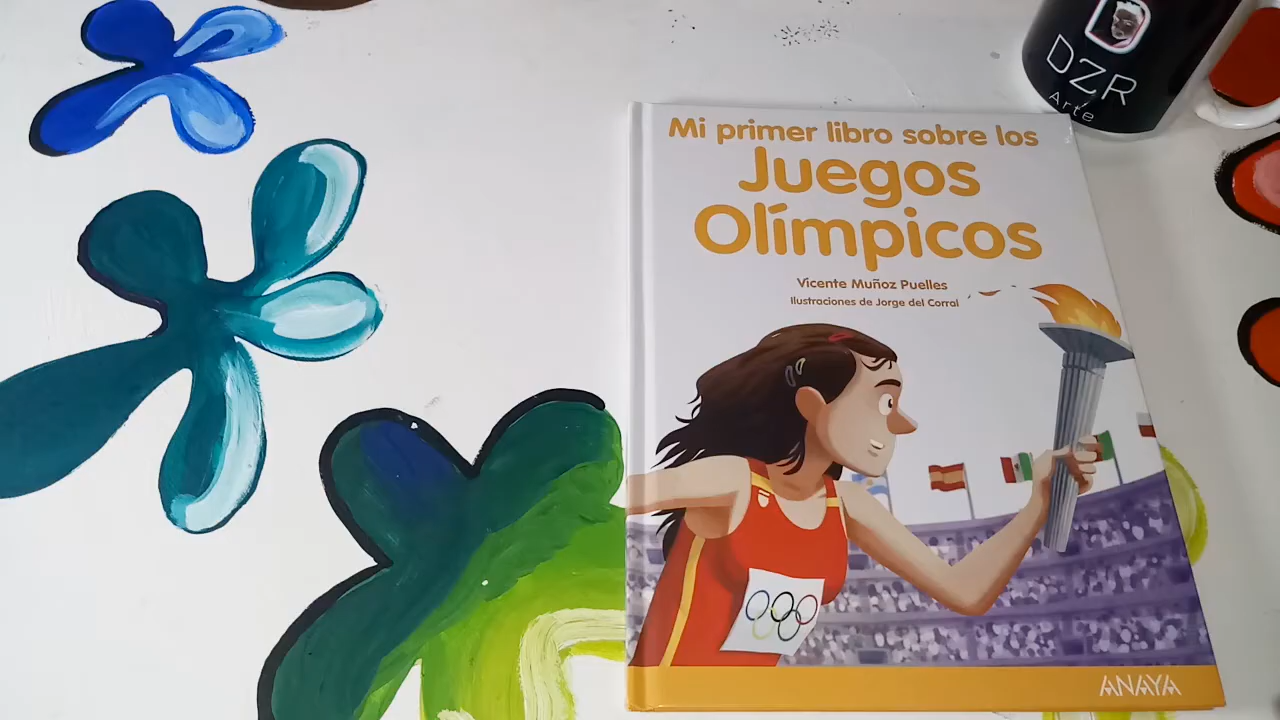 D
DZR
Arte
Mi primer libro sobre los
Juegos
Olímpicos
Vicente Muñoz Puelles
Ilustraciones de Jorge del Corral
ANAYA